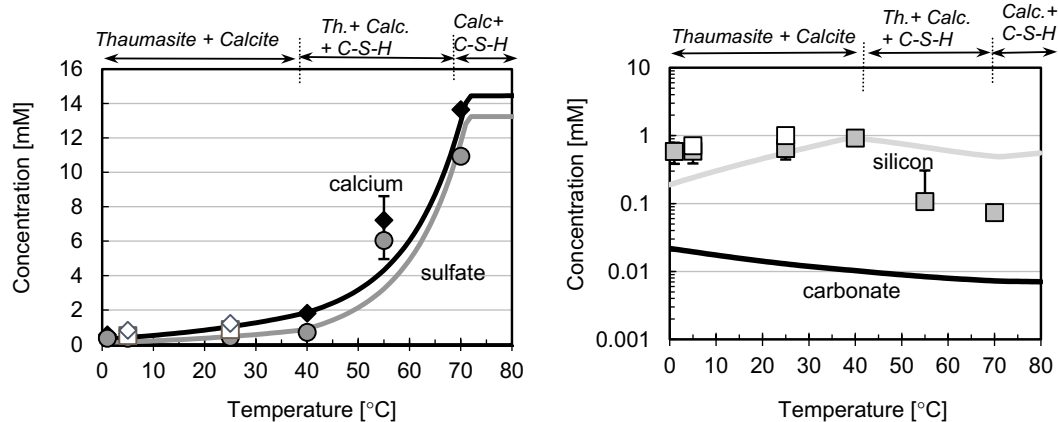 Thaumasite + Calcite
Th.+ Calc.
+ C-S-H
Calc+
C-S-H
16
14
12
10
8
6
4
2
0
Concentration [mM]
calcium
sulfate
0 10 20 30 40 50 60 70 80
Temperature [°C]
Thaumasite + Calcite
Th.+ Calc.
+ C-S-H
Calc.+
C-S-H
10
1
0.1
0.01
0.001
Concentration [mM]
silicon
carbonate
0 10 20 30 40 50 60 70 80
Temperature [°C]